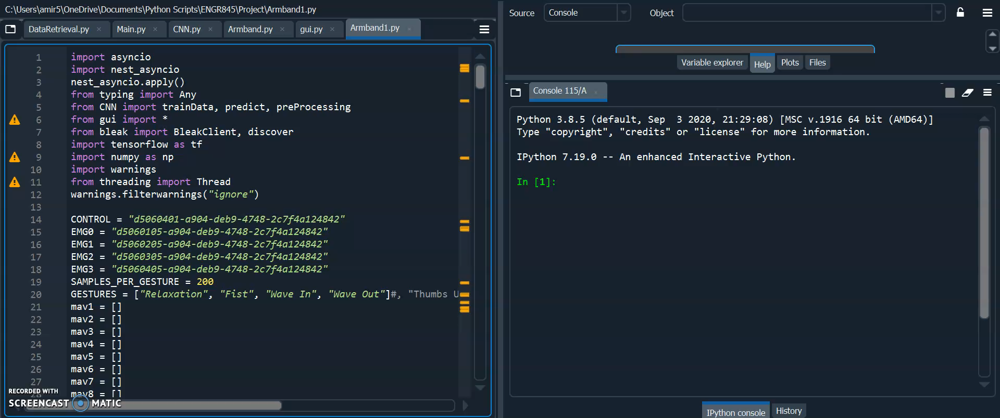 C:\Users\amir5\OneDrive\Documents\Python Scripts\ENGR845\Project\Armband1.py
DataRetrieval.py
Main.py
CNN.py
Armband.py
gui.py
Armband1.py
1 import asyncio
2 import nest_asyncio
3 nest_asyncio.apply()
4 from typing import Any
5 from CNN import trainData, predict, preProcessing
6 from gui import *
7 from bleak import BleakClient, discover
8 import tensorflow as tf
9 import numpy as np
10 import warnings
11 from threading import Thread
12 warnings.filterwarnings("ignore")
13
14 CONTROL = "d5060401-a904-deb9-4748-2c7f4a124842"
15 EMG0 = "d5060105-a904-deb9-4748-2c7f4a124842"
16 EMG1 = "d5060205-a904-deb9-4748-2c7f4a124842"
17 EMG2 = "d5060305-a904-deb9-4748-2c7f4a124842"
18 EMG3 = "d5060405-a904-deb9-4748-2c7f4a124842"
19 SAMPLES_PER_GESTURE = 200
20 GESTURES = ["Relaxation", "Fist", "Wave In", "Wave Out"]#, "Thumbs U
21 mav1 = []
22 mav2 = []
23 mav3 = []
24 mav4 = []
25 mav5 = []
26 mav6 = []
27 mav7 = []
mav8 = []
RECORDED WITH
SCREENCAST MATIC
Source
Console
Object
Variable explorer
Help
Plots
Files
Console 115/A
Python 3.8.5 (default, Sep 3 2020, 21:29:08) [MSC v.1916 64 bit (AMD64)]
Type "copyright", "credits" or "license" for more information.
IPython 7.19.0 -- An enhanced Interactive Python.
In [1]:
IPython console
History